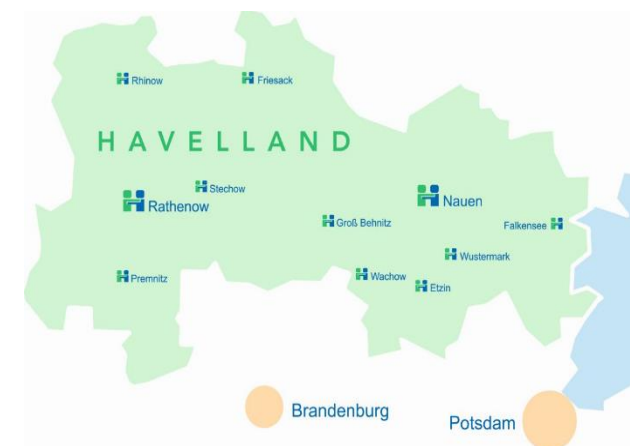 Rhinow
Friesack
HAVELLAND
Stechow
Rathenow
Nauen
Groß Behnitz
Falkensee
Wustermark
Premnitz
Wachow
Etzin
Brandenburg
Potsdam